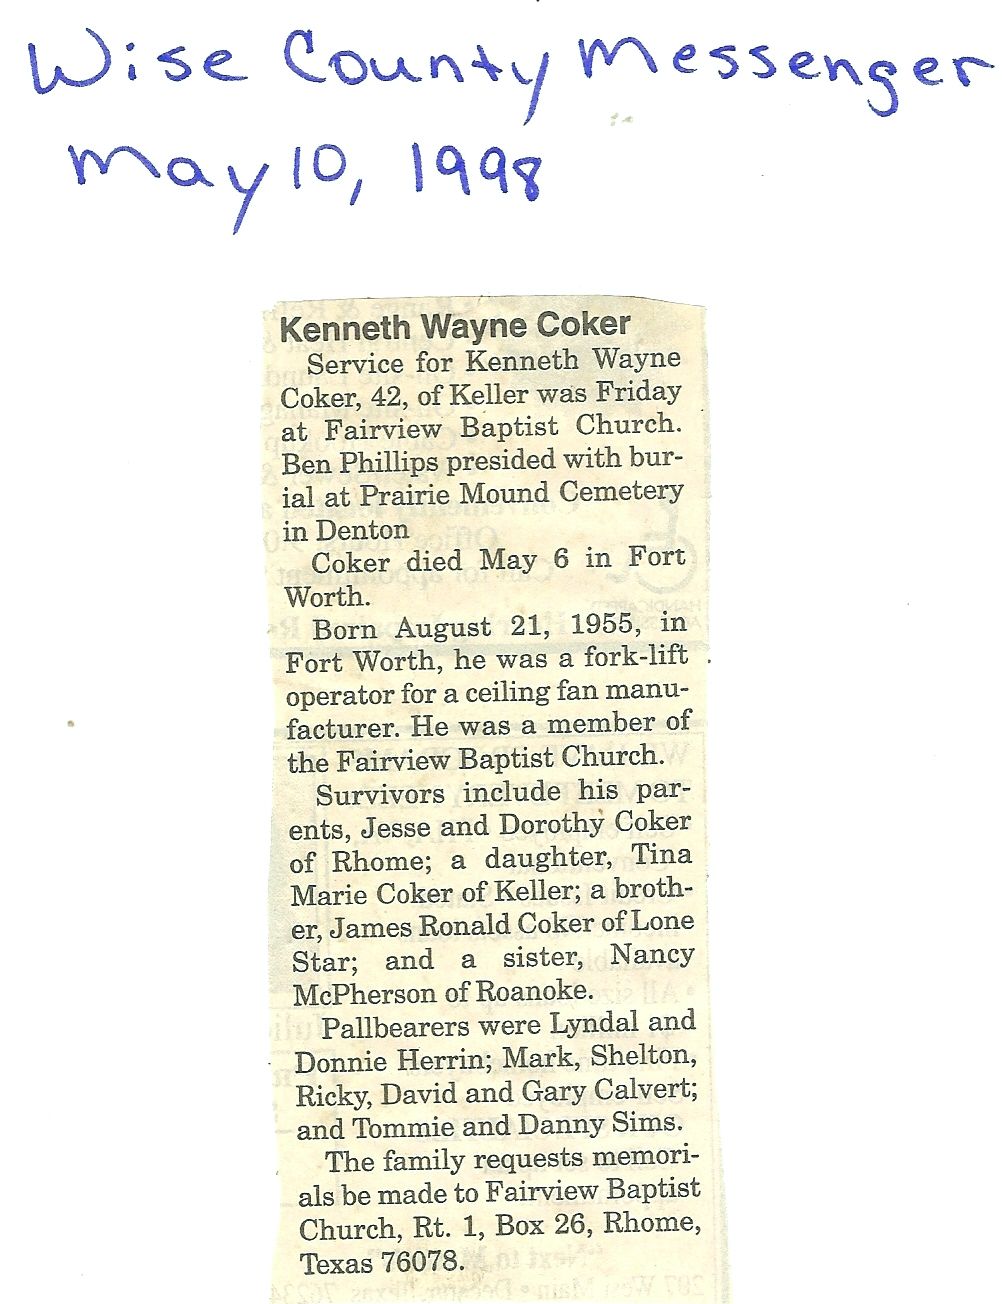 Wise County Messenger
May 10, 1998
Kenneth Wayne Coker
Service for Kenneth Wayne
Coker, 42, of Keller was Friday
at Fairview Baptist Church.
Ben Phillips presided with bur-
ial at Prairie Mound Cemetery
in Denton
Coker died May 6 in Fort
Worth.
Born August 21, 1955, in
Fort Worth, he was a fork-lift
operator for a ceiling fan manu-
facturer. He was a member of
the Fairview Baptist Church.
Survivors include his par-
ents, Jesse and Dorothy Coker
of Rhome; a daughter, Tina
Marie Coker of Keller; a broth-
er, James Ronald Coker of Lone
Star; and a sister, Nancy
McPherson of Roanoke.
Pallbearers were Lyndal and
Donnie Herrin; Mark, Shelton,
Ricky, David and Gary Calvert;
and Tommie and Danny Sims.
The family requests memori-
als be made to Fairview Baptist
Church, Rt. 1, Box 26, Rhome,
Texas 76078.